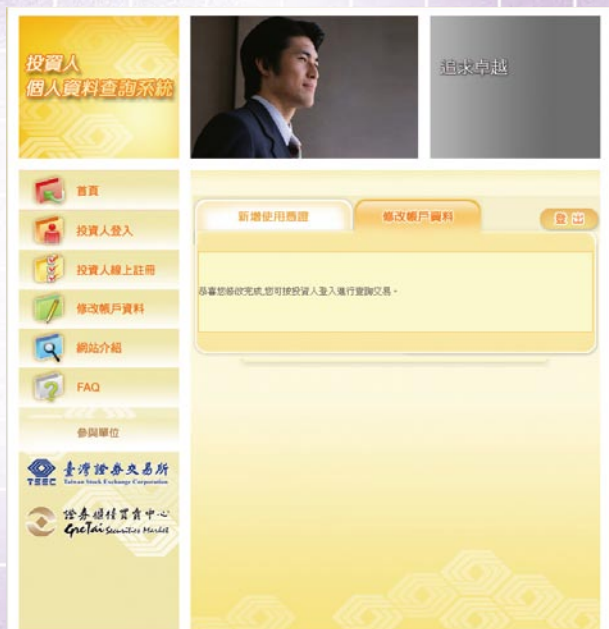 投資人
個人資料查詢系統
追求卓越
首頁
投資人登入
投資人線上註冊
修改帳戶資料
網站介紹
FAQ
參與單位
TSEC
臺灣證券交易所
Taiwan Stock Exchange Corporation
證券櫃檯買賣中心
GreTai Securities Market
新增使用憑證
修改帳戶資料
登出
恭喜您修改完成,您可按投資人登入進行查詢交易。